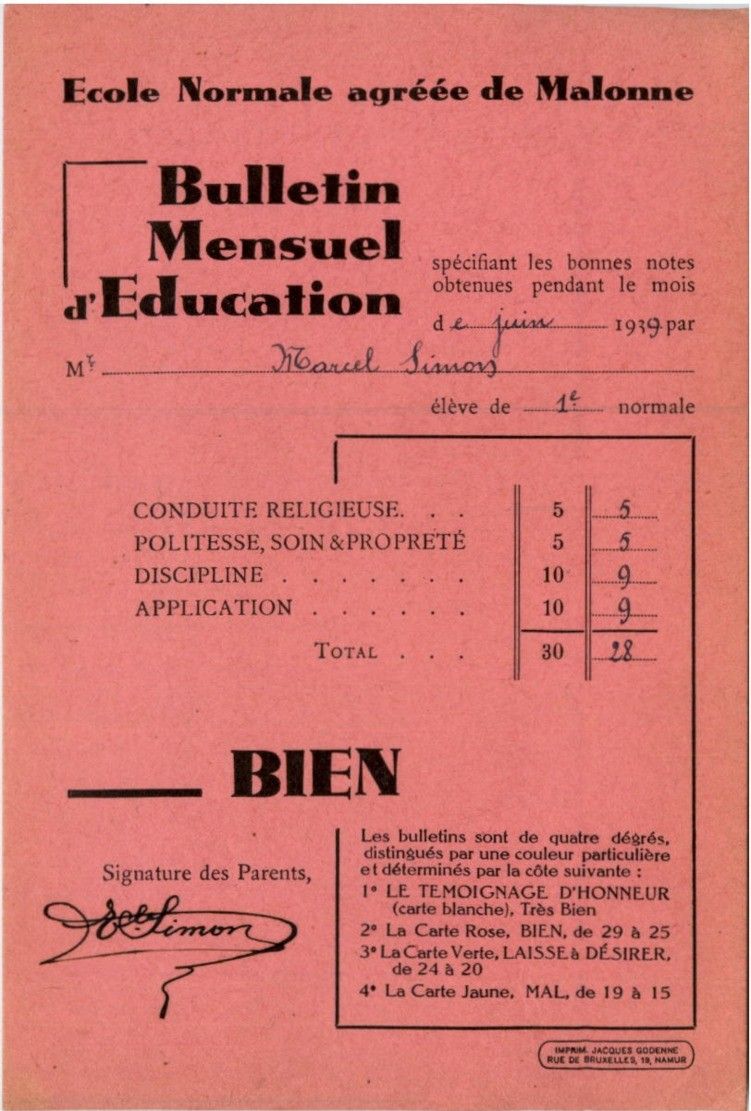 Ecole Normale agréée de Malonne
Bulletin
Mensuel
d'Education
spécifiant les bonnes notes
obtenues pendant le mois
de juin 1939 par
Mr Marcel Simon
élève de 1e normale
CONDUITE RELIGIEUSE. . . 5 5
POLITESSE, SOIN & PROPRETÉ 5 5
DISCIPLINE . . . . . . . 10 9
APPLICATION . . . . . . 10 9
TOTAL . . . 30 28
BIEN
Signature des Parents,
Simon
Les bulletins sont de quatre dégrés,
distingués par une couleur particulière
et déterminés par la côte suivante :
1° LE TEMOIGNAGE D'HONNEUR
(carte blanche), Très Bien
2° La Carte Rose, BIEN, de 29 à 25
3° La Carte Verte, LAISSE à DÉSIRER,
de 24 à 20
4° La Carte Jaune, MAL, de 19 à 15
IMPRIM. JACQUES GODENNE
RUE DE BRUXELLES, 19, NAMUR